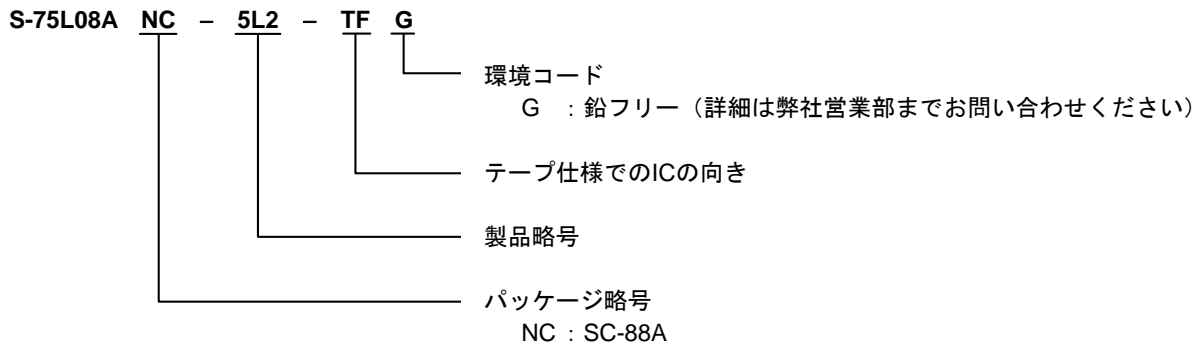 S-75L08A NC － 5L2 － TF G
環境コード
G ：鉛フリー（詳細は弊社営業部までお問い合わせください）
テープ仕様でのICの向き
製品略号
パッケージ略号
NC：SC-88A